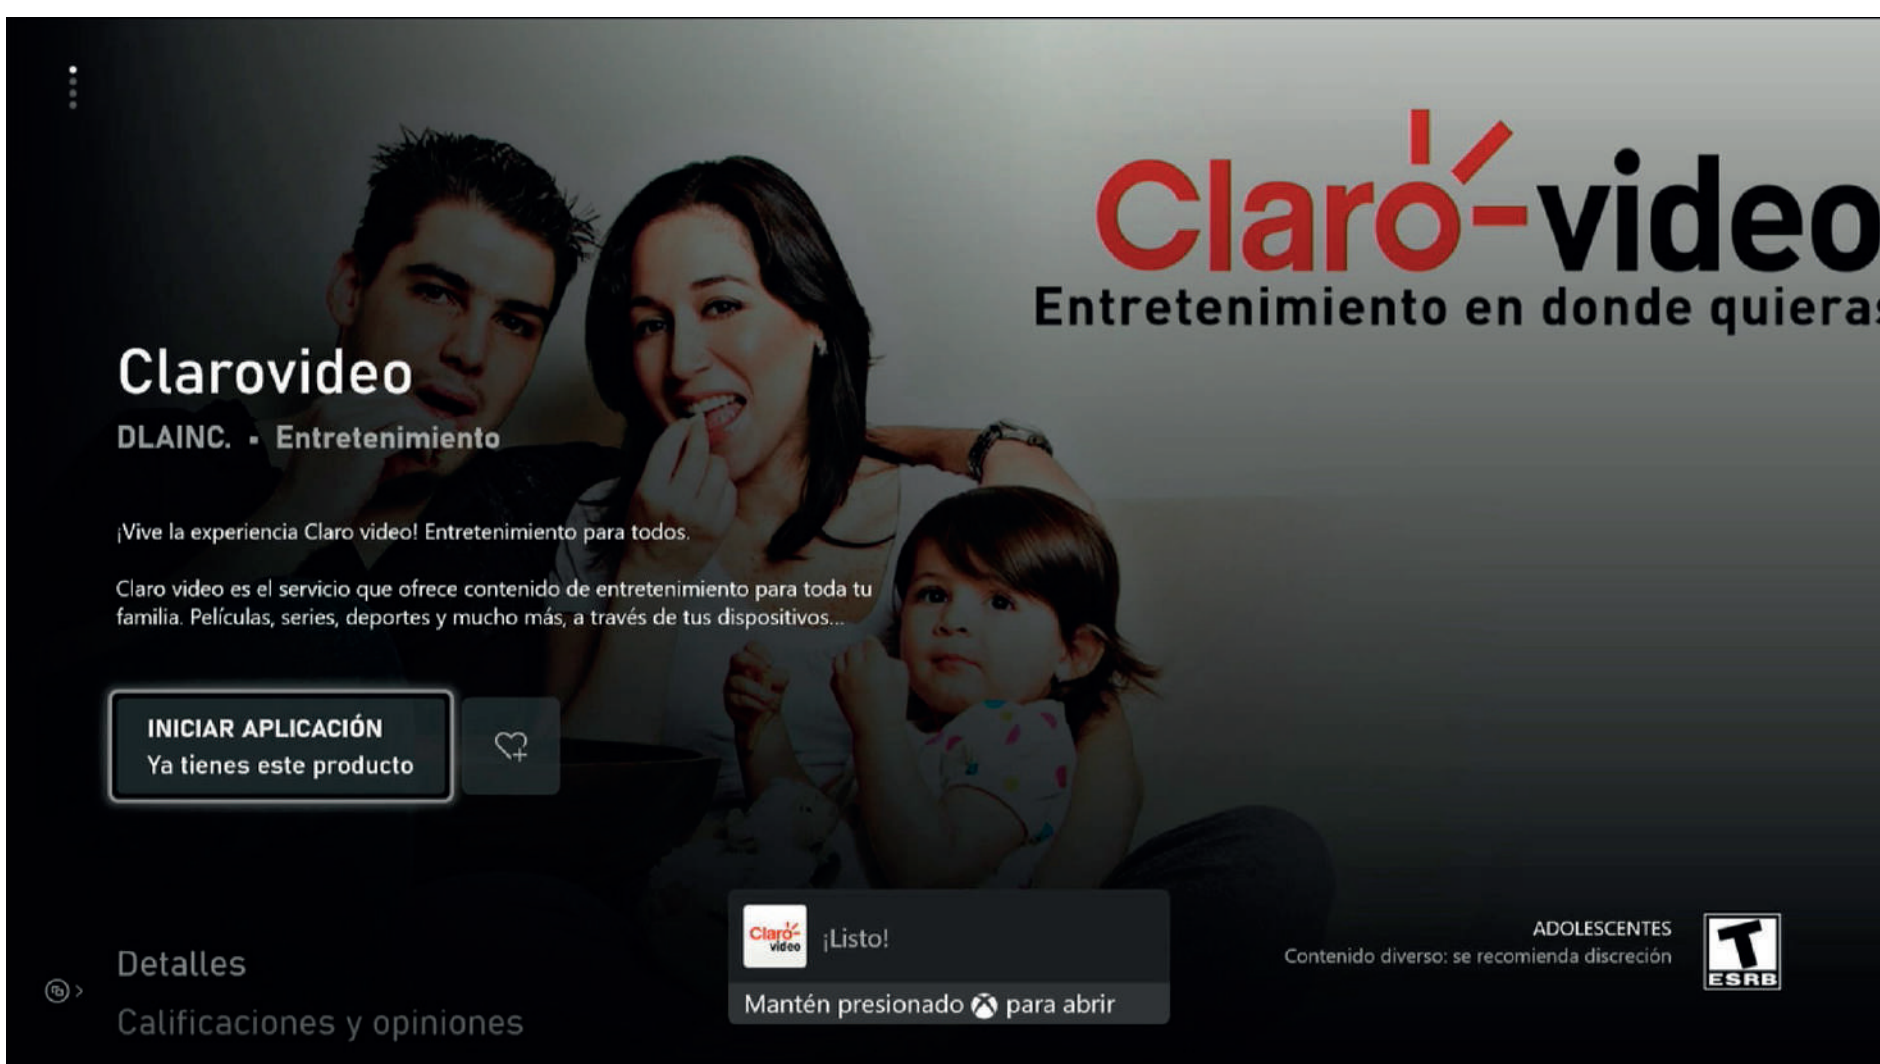 Claro-video
Entretenimiento en donde quieras
Clarovideo
DLAINC. ▪ Entretenimiento
¡Vive la experiencia Claro video! Entretenimiento para todos.
Claro video es el servicio que ofrece contenido de entretenimiento para toda tu
familia. Películas, series, deportes y mucho más, a través de tus dispositivos...
INICIAR APLICACIÓN
Ya tienes este producto
Claro-
video
¡Listo!
Mantén presionado para abrir
ADOLESCENTES
Contenido diverso: se recomienda discreción
T
ESRB
Detalles
Calificaciones y opiniones